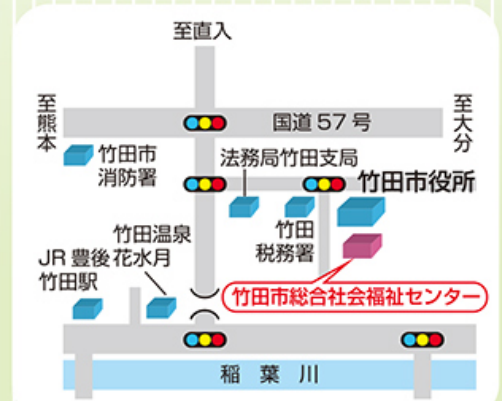 至直入
至熊本
国道57号
至大分
竹田市
消防署
法務局竹田支局
竹田市役所
竹田
税務署
竹田温泉
花水月
JR豊後
竹田駅
竹田市総合社会福祉センター
稲葉川